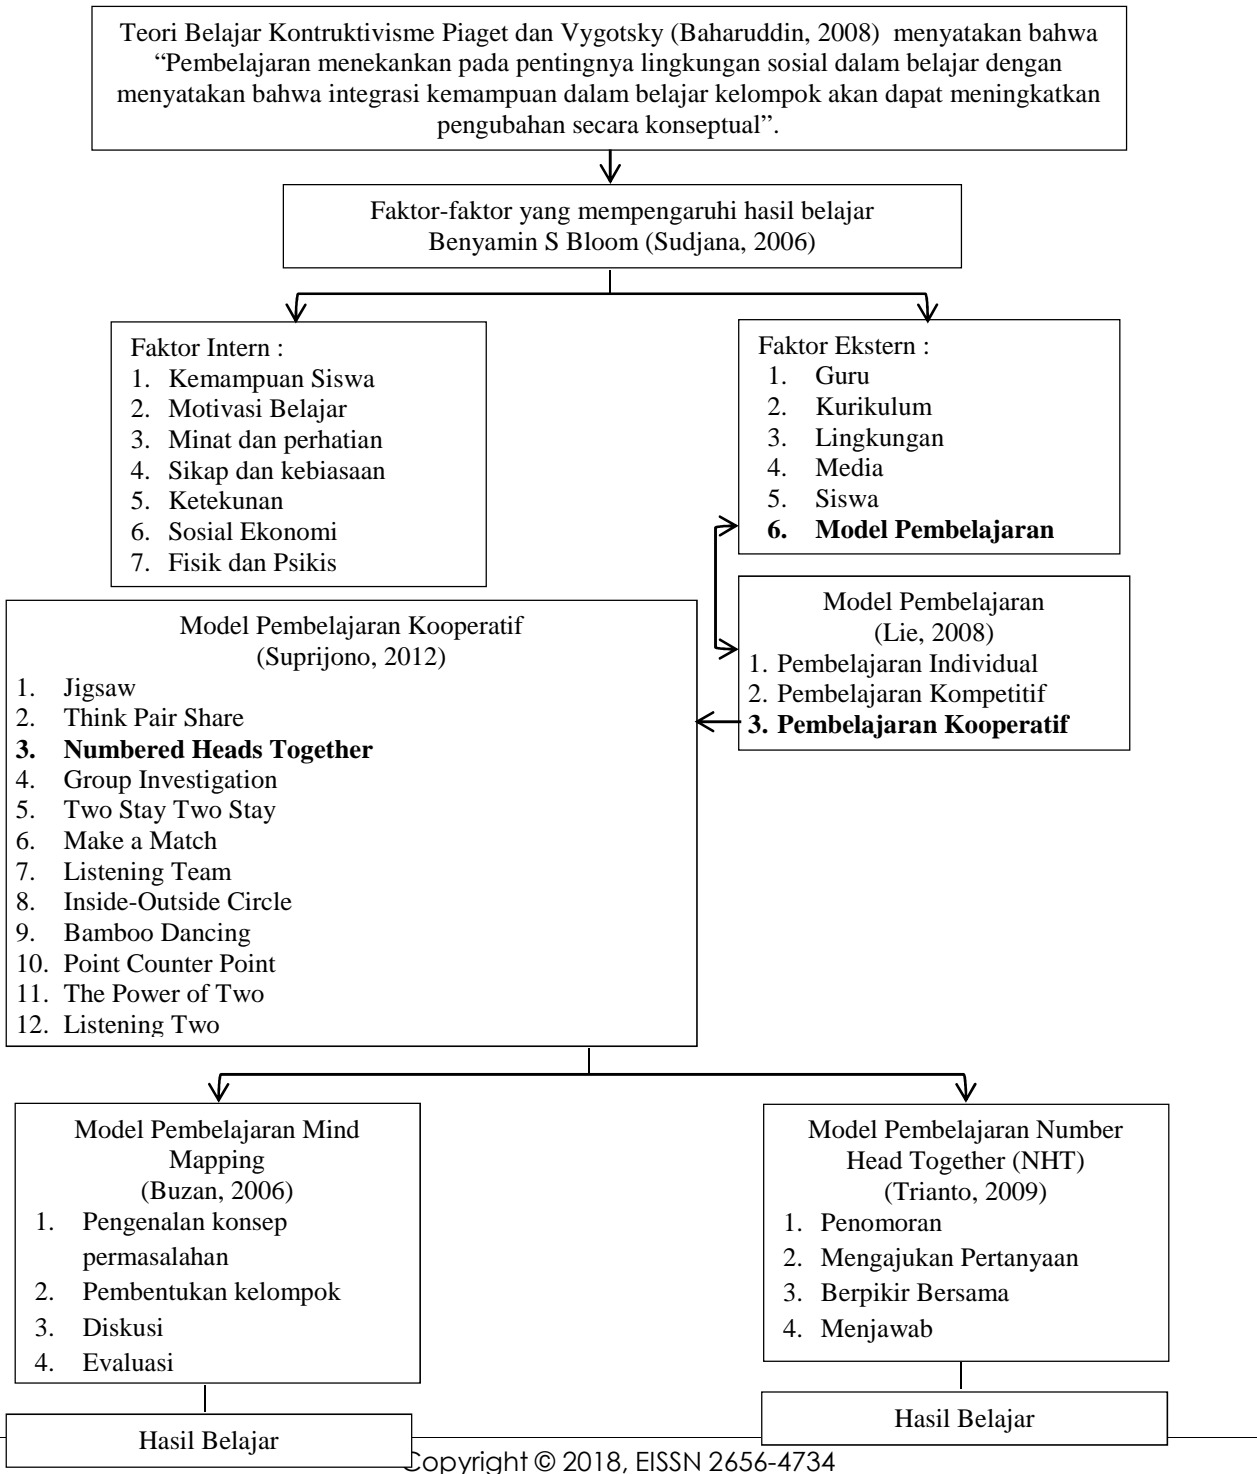 Teori Belajar Kontruktivisme Piaget dan Vygotsky (Baharuddin, 2008) menyatakan bahwa
“Pembelajaran menekankan pada pentingnya lingkungan sosial dalam belajar dengan
menyatakan bahwa integrasi kemampuan dalam belajar kelompok akan dapat meningkatkan
pengubahan secara konseptual”.
Faktor-faktor yang mempengaruhi hasil belajar
Benyamin S Bloom (Sudjana, 2006)
Faktor Intern :
1. Kemampuan Siswa
2. Motivasi Belajar
3. Minat dan perhatian
4. Sikap dan kebiasaan
5. Ketekunan
6. Sosial Ekonomi
7. Fisik dan Psikis
Faktor Ekstern :
1. Guru
2. Kurikulum
3. Lingkungan
4. Media
5. Siswa
6. Model Pembelajaran
Model Pembelajaran
(Lie, 2008)
1. Pembelajaran Individual
2. Pembelajaran Kompetitif
3. Pembelajaran Kooperatif
Model Pembelajaran Kooperatif
(Suprijono, 2012)
1. Jigsaw
2. Think Pair Share
3. Numbered Heads Together
4. Group Investigation
5. Two Stay Two Stay
6. Make a Match
7. Listening Team
8. Inside-Outside Circle
9. Bamboo Dancing
10. Point Counter Point
11. The Power of Two
12. Listening Two
Model Pembelajaran Mind
Mapping
(Buzan, 2006)
1. Pengenalan konsep
permasalahan
2. Pembentukan kelompok
3. Diskusi
4. Evaluasi
Model Pembelajaran Number
Head Together (NHT)
(Trianto, 2009)
1. Penomoran
2. Mengajukan Pertanyaan
3. Berpikir Bersama
4. Menjawab
Hasil Belajar
Hasil Belajar
Copyright © 2018, EISSN 2656-4734